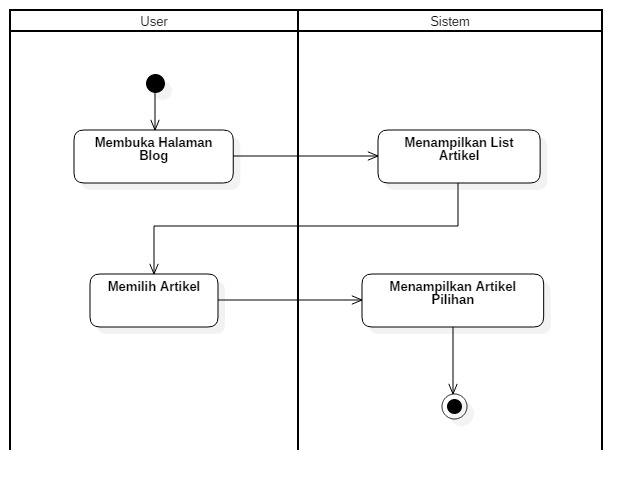 User
Sistem
Membuka Halaman
Blog
Menampilkan List
Artikel
Memilih Artikel
Menampilkan Artikel
Pilihan